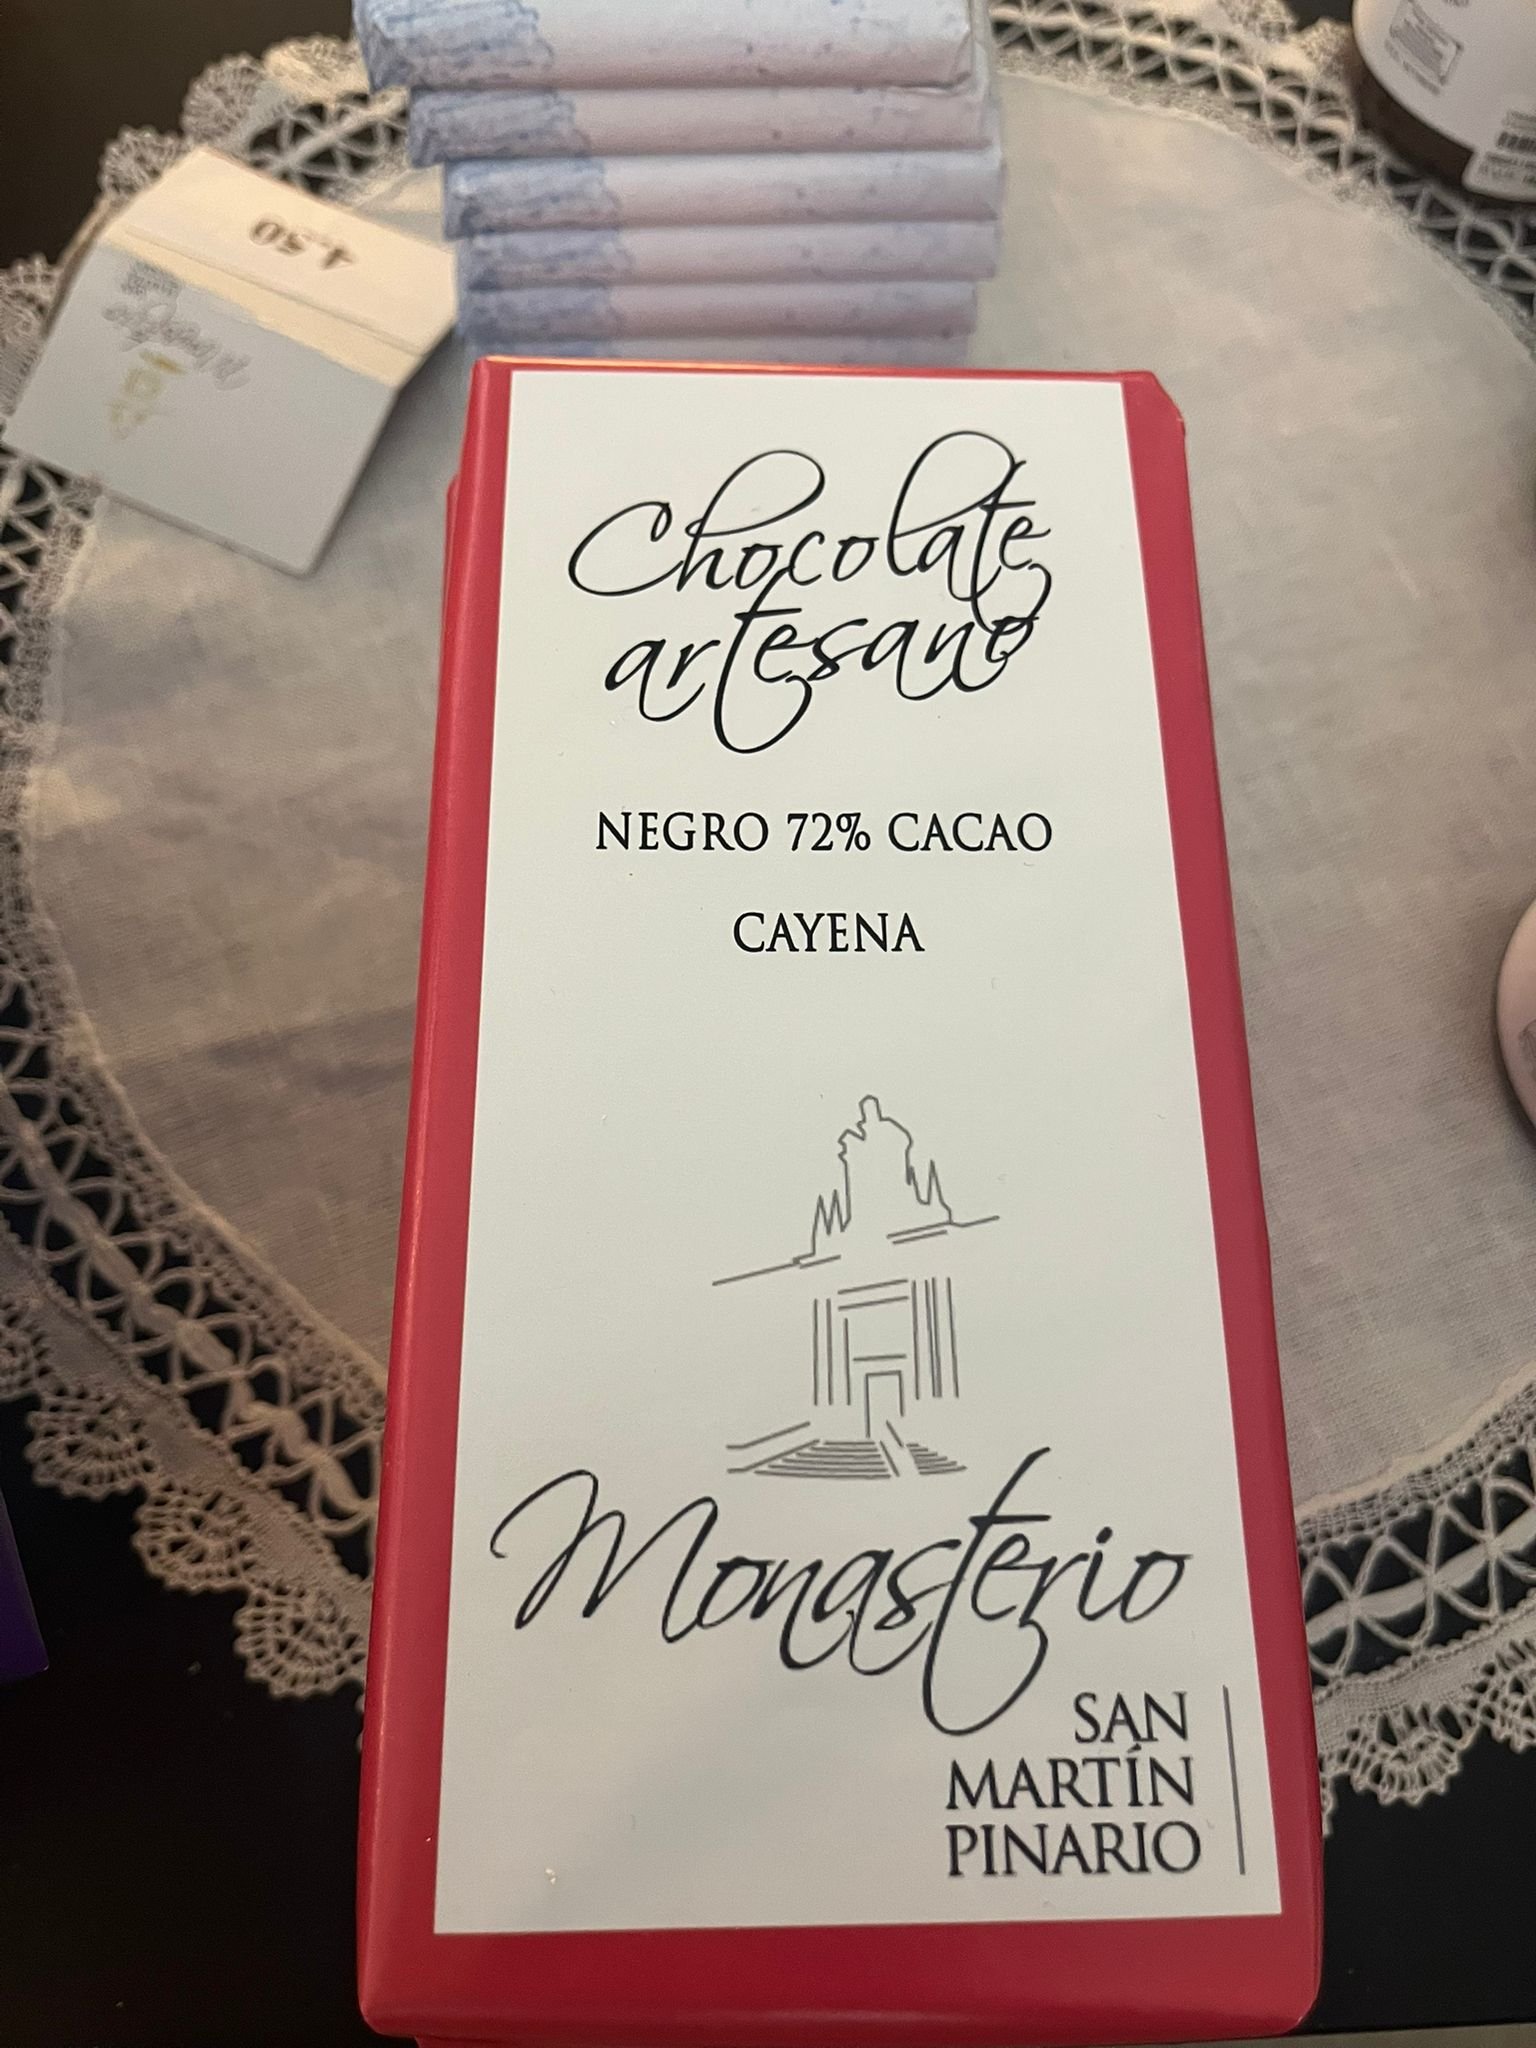 4,50
Chocolate
artesano
NEGRO 72% CACAO
CAYENA
Monasterio
SAN
MARTÍN
PINARIO